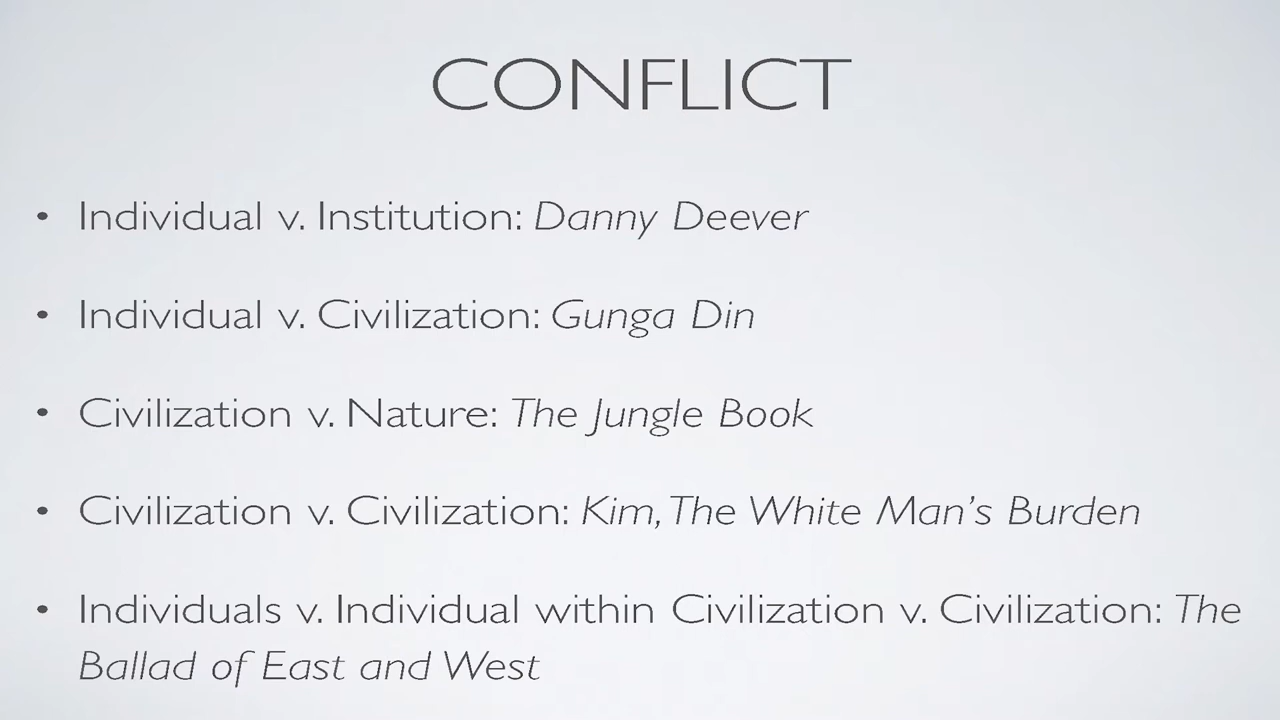 CONFLICT
• Individual v. Institution: Danny Deever
• Individual v. Civilization: Gunga Din
• Civilization v. Nature: The Jungle Book
• Civilization v. Civilization: Kim, The White Man's Burden
• Individuals v. Individual within Civilization v. Civilization: The
Ballad of East and West